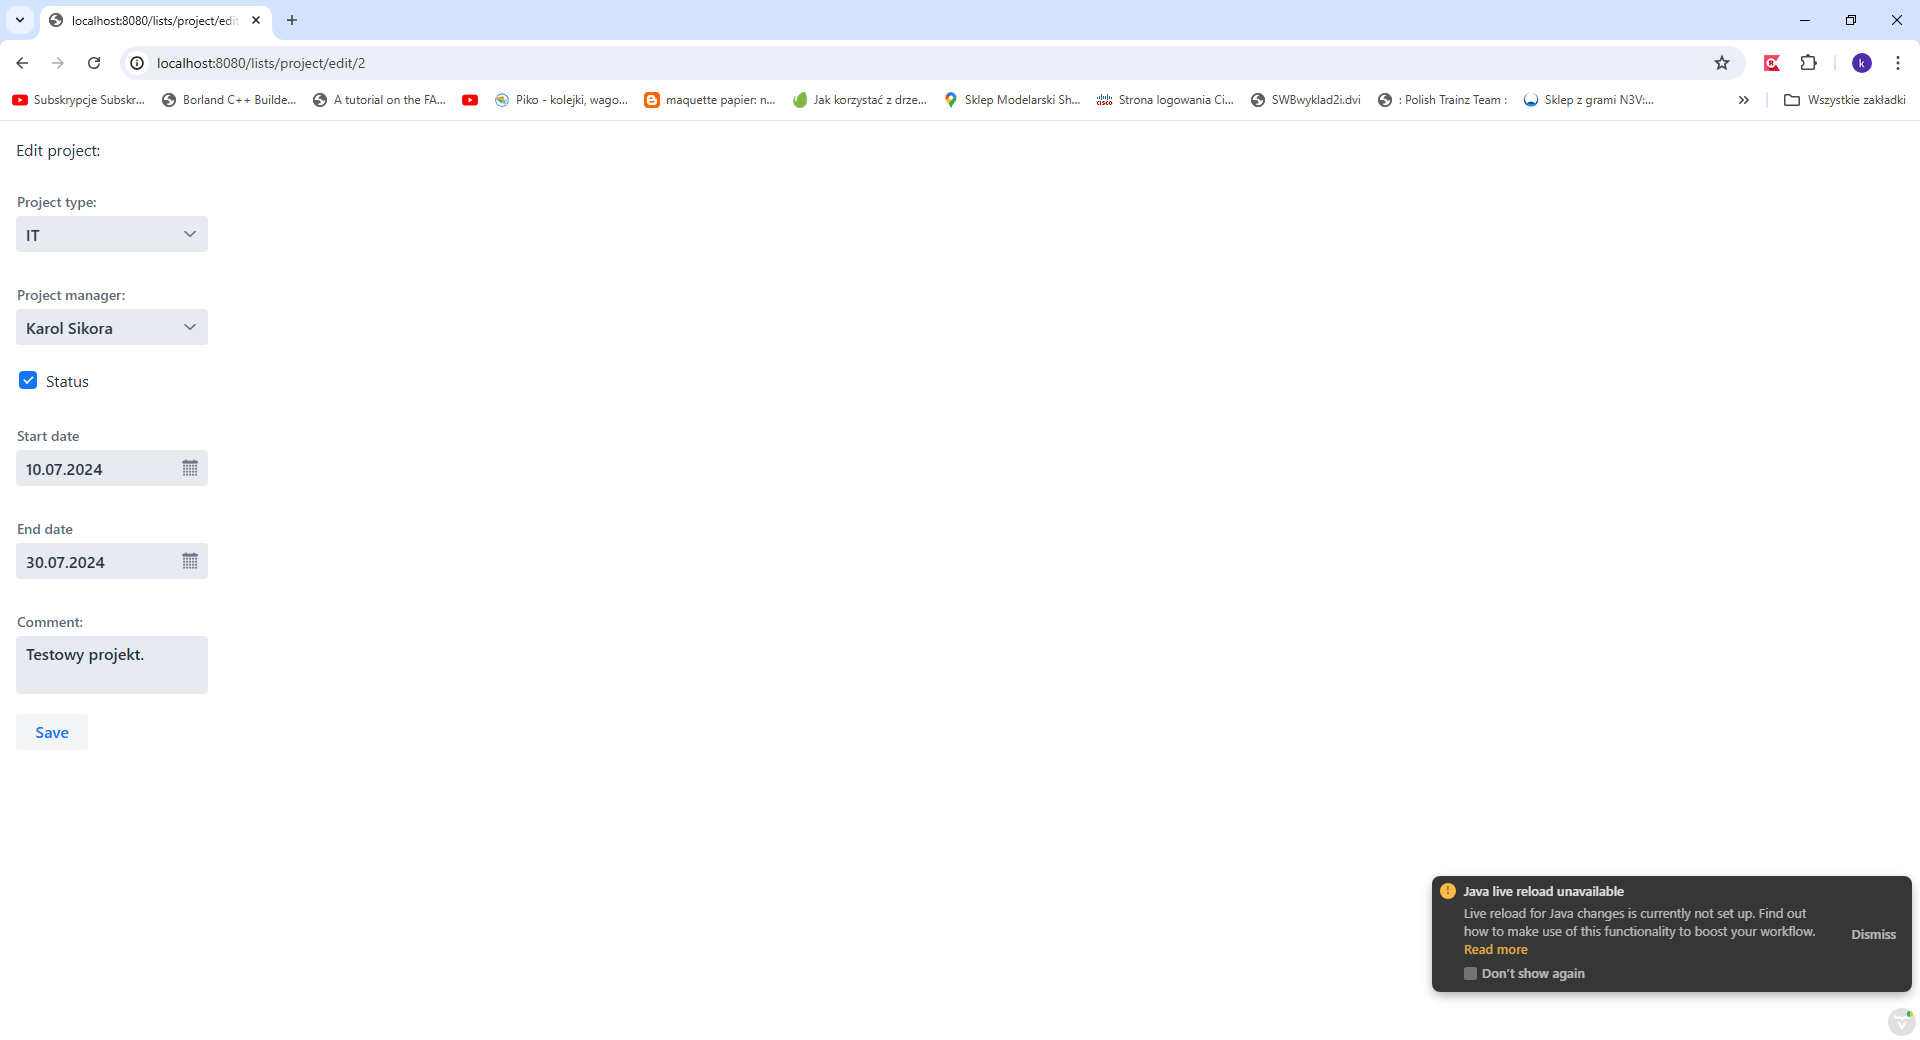 localhost:8080/lists/project/edit
localhost:8080/lists/project/edit/2
k
Subskrypcje Subskr...
Borland C++ Builde...
A tutorial on the FA...
Piko - kolejki, wago...
maquette papier: n...
Jak korzystać z drze...
Sklep Modelarski Sh...
Strona logowania Ci...
SWBwyklad2i.dvi
: Polish Trainz Team :
Sklep z grami N3V:...
Wszystkie zakładki
Edit project:
Project type:
IT
Project manager:
Karol Sikora
Status
Start date
10.07.2024
End date
30.07.2024
Comment:
Testowy projekt.
Save
Java live reload unavailable
Live reload for Java changes is currently not set up. Find out
how to make use of this functionality to boost your workflow.
Read more
Dismiss
Don't show again